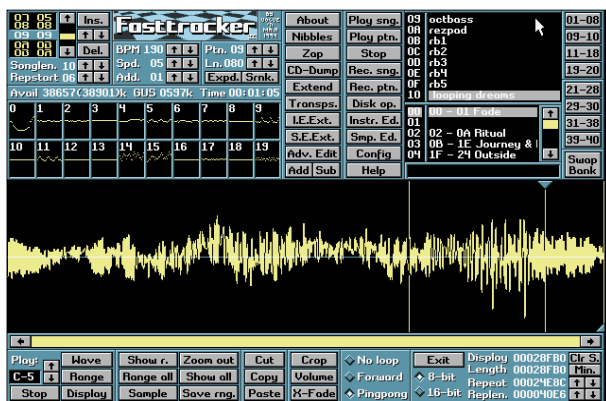 07 05 Ins.
08 08
09 09
0A 0A Del.
0B 0B
Songlen. 10
Repstart 06
Fasttracker
BY VOGUE & MR.H 1994
BPM 190 Ptn. 09
Spd. 05 Ln.080
Add. 01 Expd. Srnk.
Avail 38657(38901)k GUS 0597k Time 00:01:05
0 1 2 3 4 5 6 7 8 9
10 11 12 13 14 15 16 17 18 19
About Play sng.
Nibbles Play ptn.
Zap Stop
CD-Dump Rec. sng.
Extend Rec. ptn.
Transps. Disk op.
I.E.Ext. Instr. Ed.
S.E.Ext. Smp. Ed.
Adv. Edit Config
Add Sub Help
09 octbass
0A rezpad
0B rb1
0C rb2
0D rb3
0E rb4
0F rb5
10 looping dreams
00 00 - 01 Fade
01
02 02 - 0A Ritual
03 0B - 1E Journey &
04 1F - 24 Outside
01-08
09-10
11-18
19-20
21-28
29-30
31-38
39-40
Swap Bank
Play: Wave Show r. Zoom out Cut Crop No loop Exit Display 00028FB0 Clr S.
C-5 Range Range all Show all Copy Volume Forward 8-bit Length 00028FB0 Min.
Repeat 00024E8C
Stop Display Sample Save rng. Paste X-Fade Pingpong 16-bit Replen. 000040E6